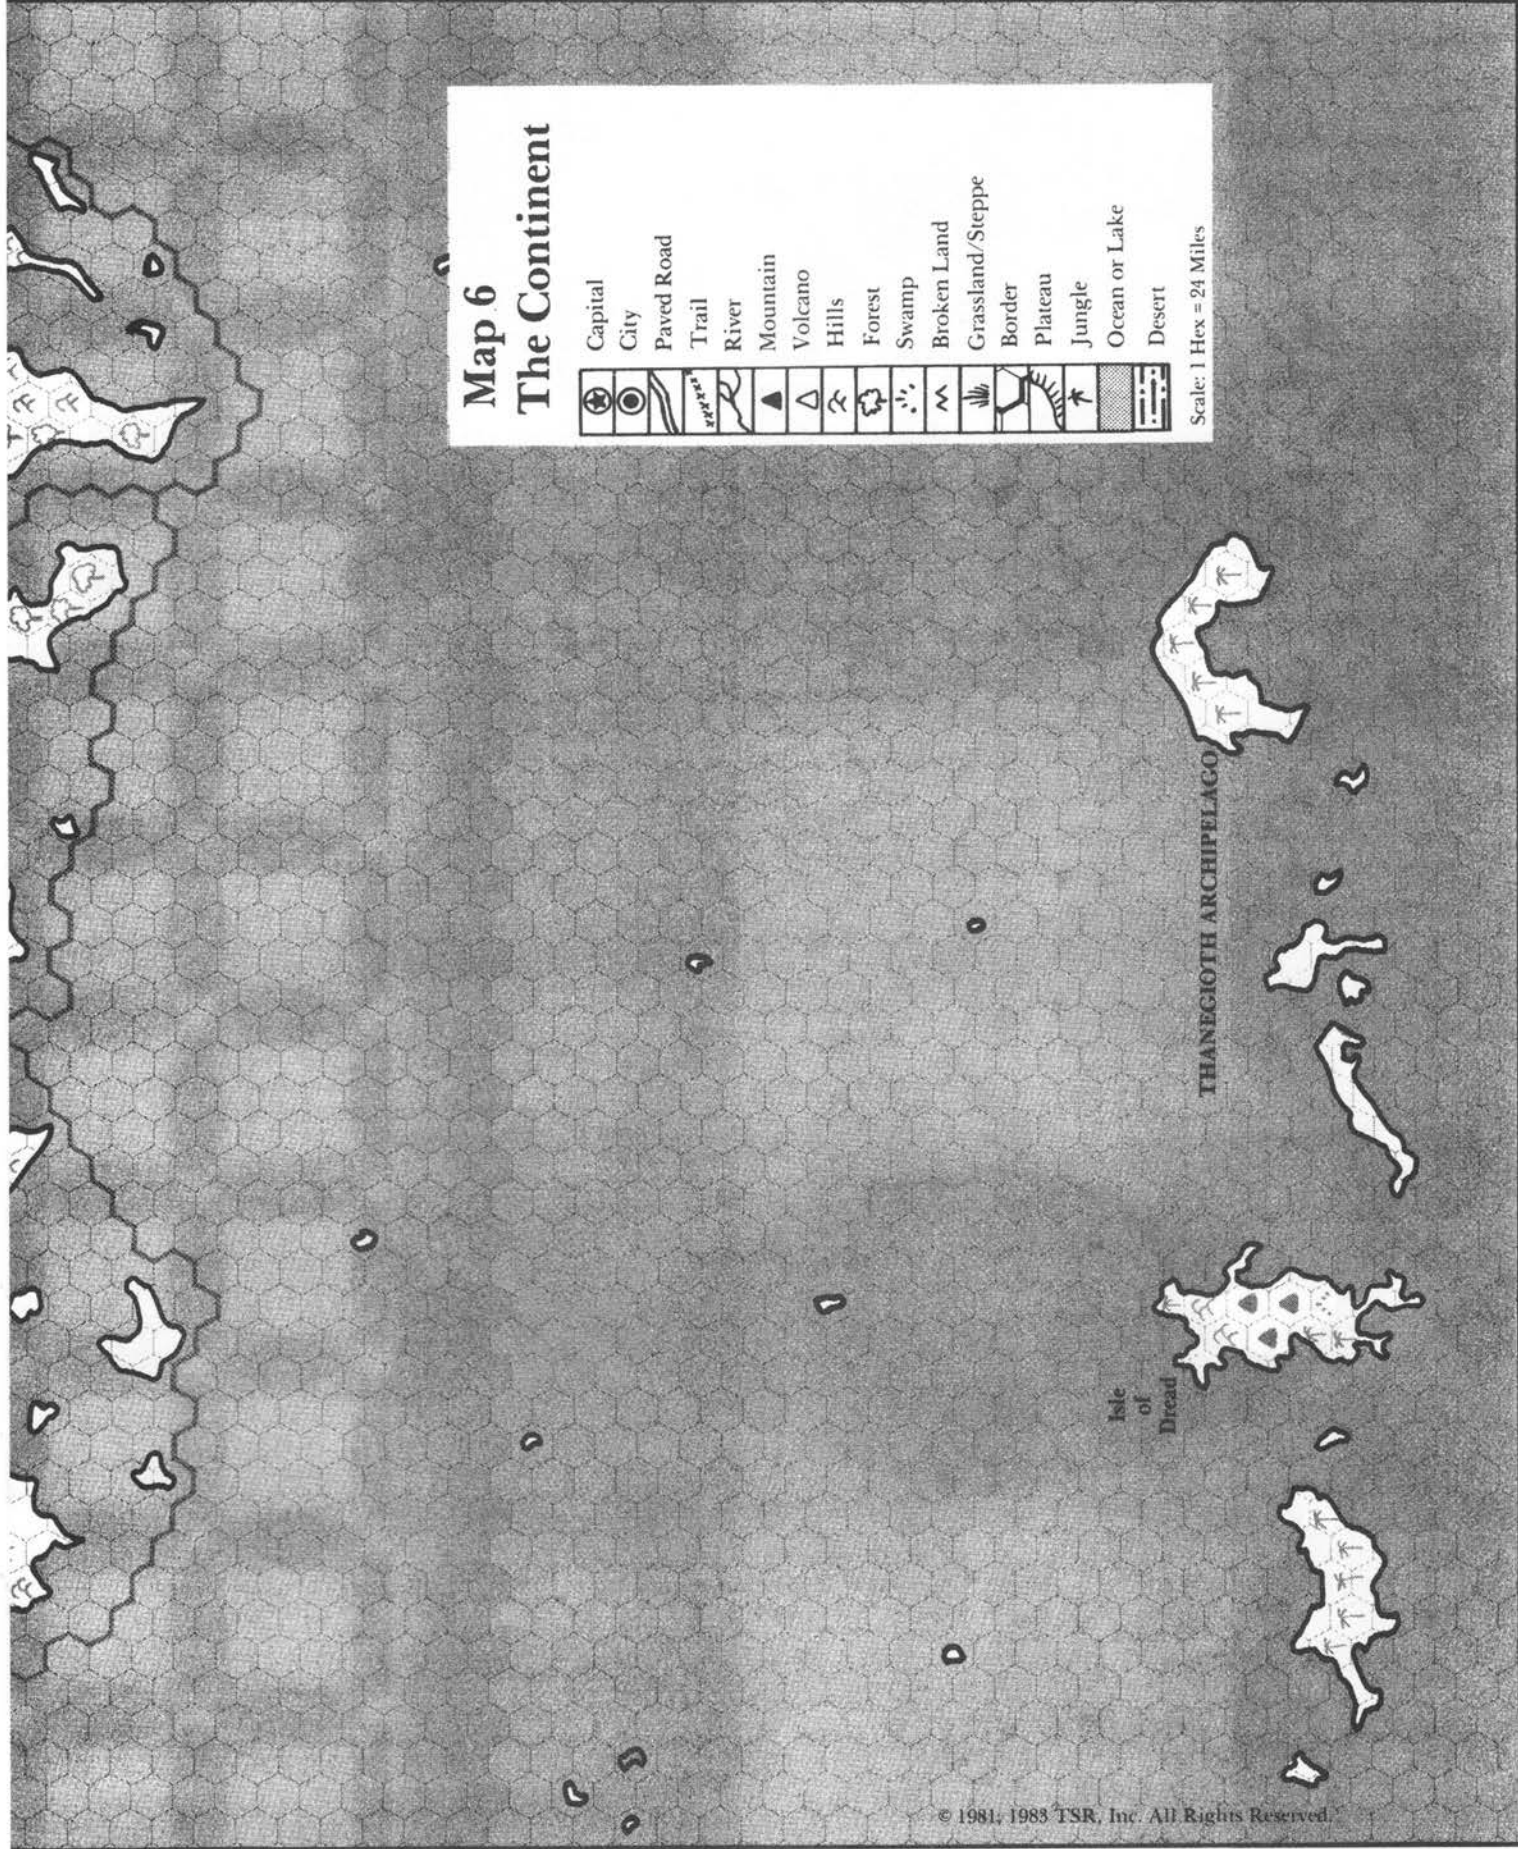 Map 6
The Continent
Capital
City
Paved Road
Trail
River
Mountain
Volcano
Hills
Forest
Swamp
Broken Land
Grassland/Steppe
Border
Plateau
Jungle
Ocean or Lake
Desert
Scale: 1 Hex = 24 Miles
THANEGIOTH ARCHIPELAGO
Isle
of
Dread
© 1981, 1983 TSR, Inc. All Rights Reserved.